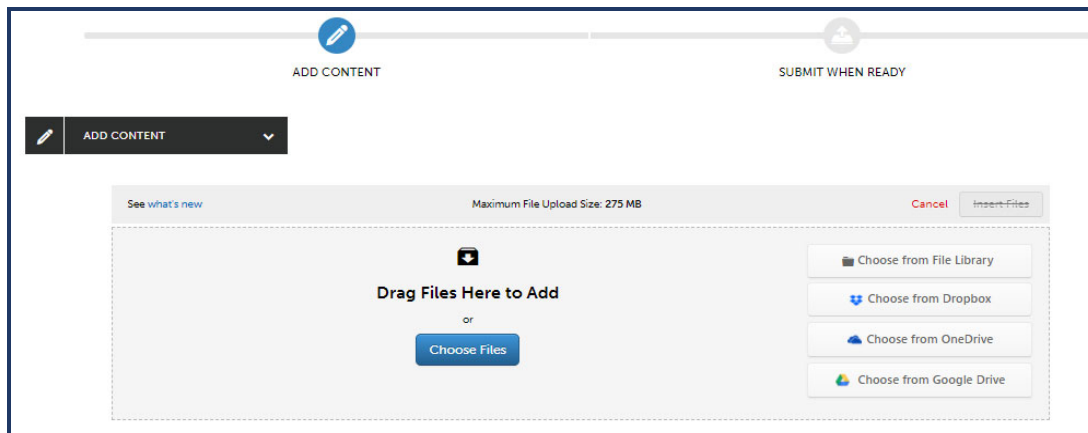 ADD CONTENT
SUBMIT WHEN READY
ADD CONTENT
See what's new
Maximum File Upload Size: 275 MB
Cancel
Insert Files
Drag Files Here to Add
or
Choose Files
Choose from File Library
Choose from Dropbox
Choose from OneDrive
Choose from Google Drive